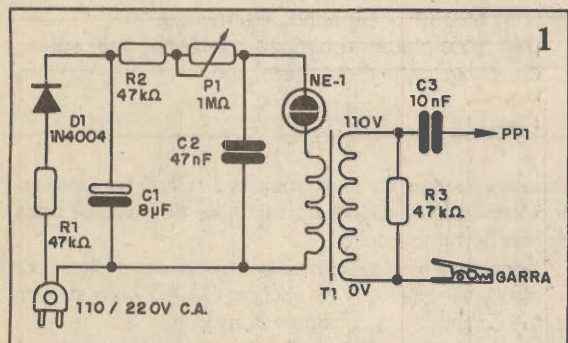 1
R2
47kΩ
P1
1MΩ
NE-1
C3
10nF
D1
1N4004
110V
PP1
C2
47nF
C1
8µF
R3
47kΩ
R1
47kΩ
T1
0V
GARRA
110/220V C.A.